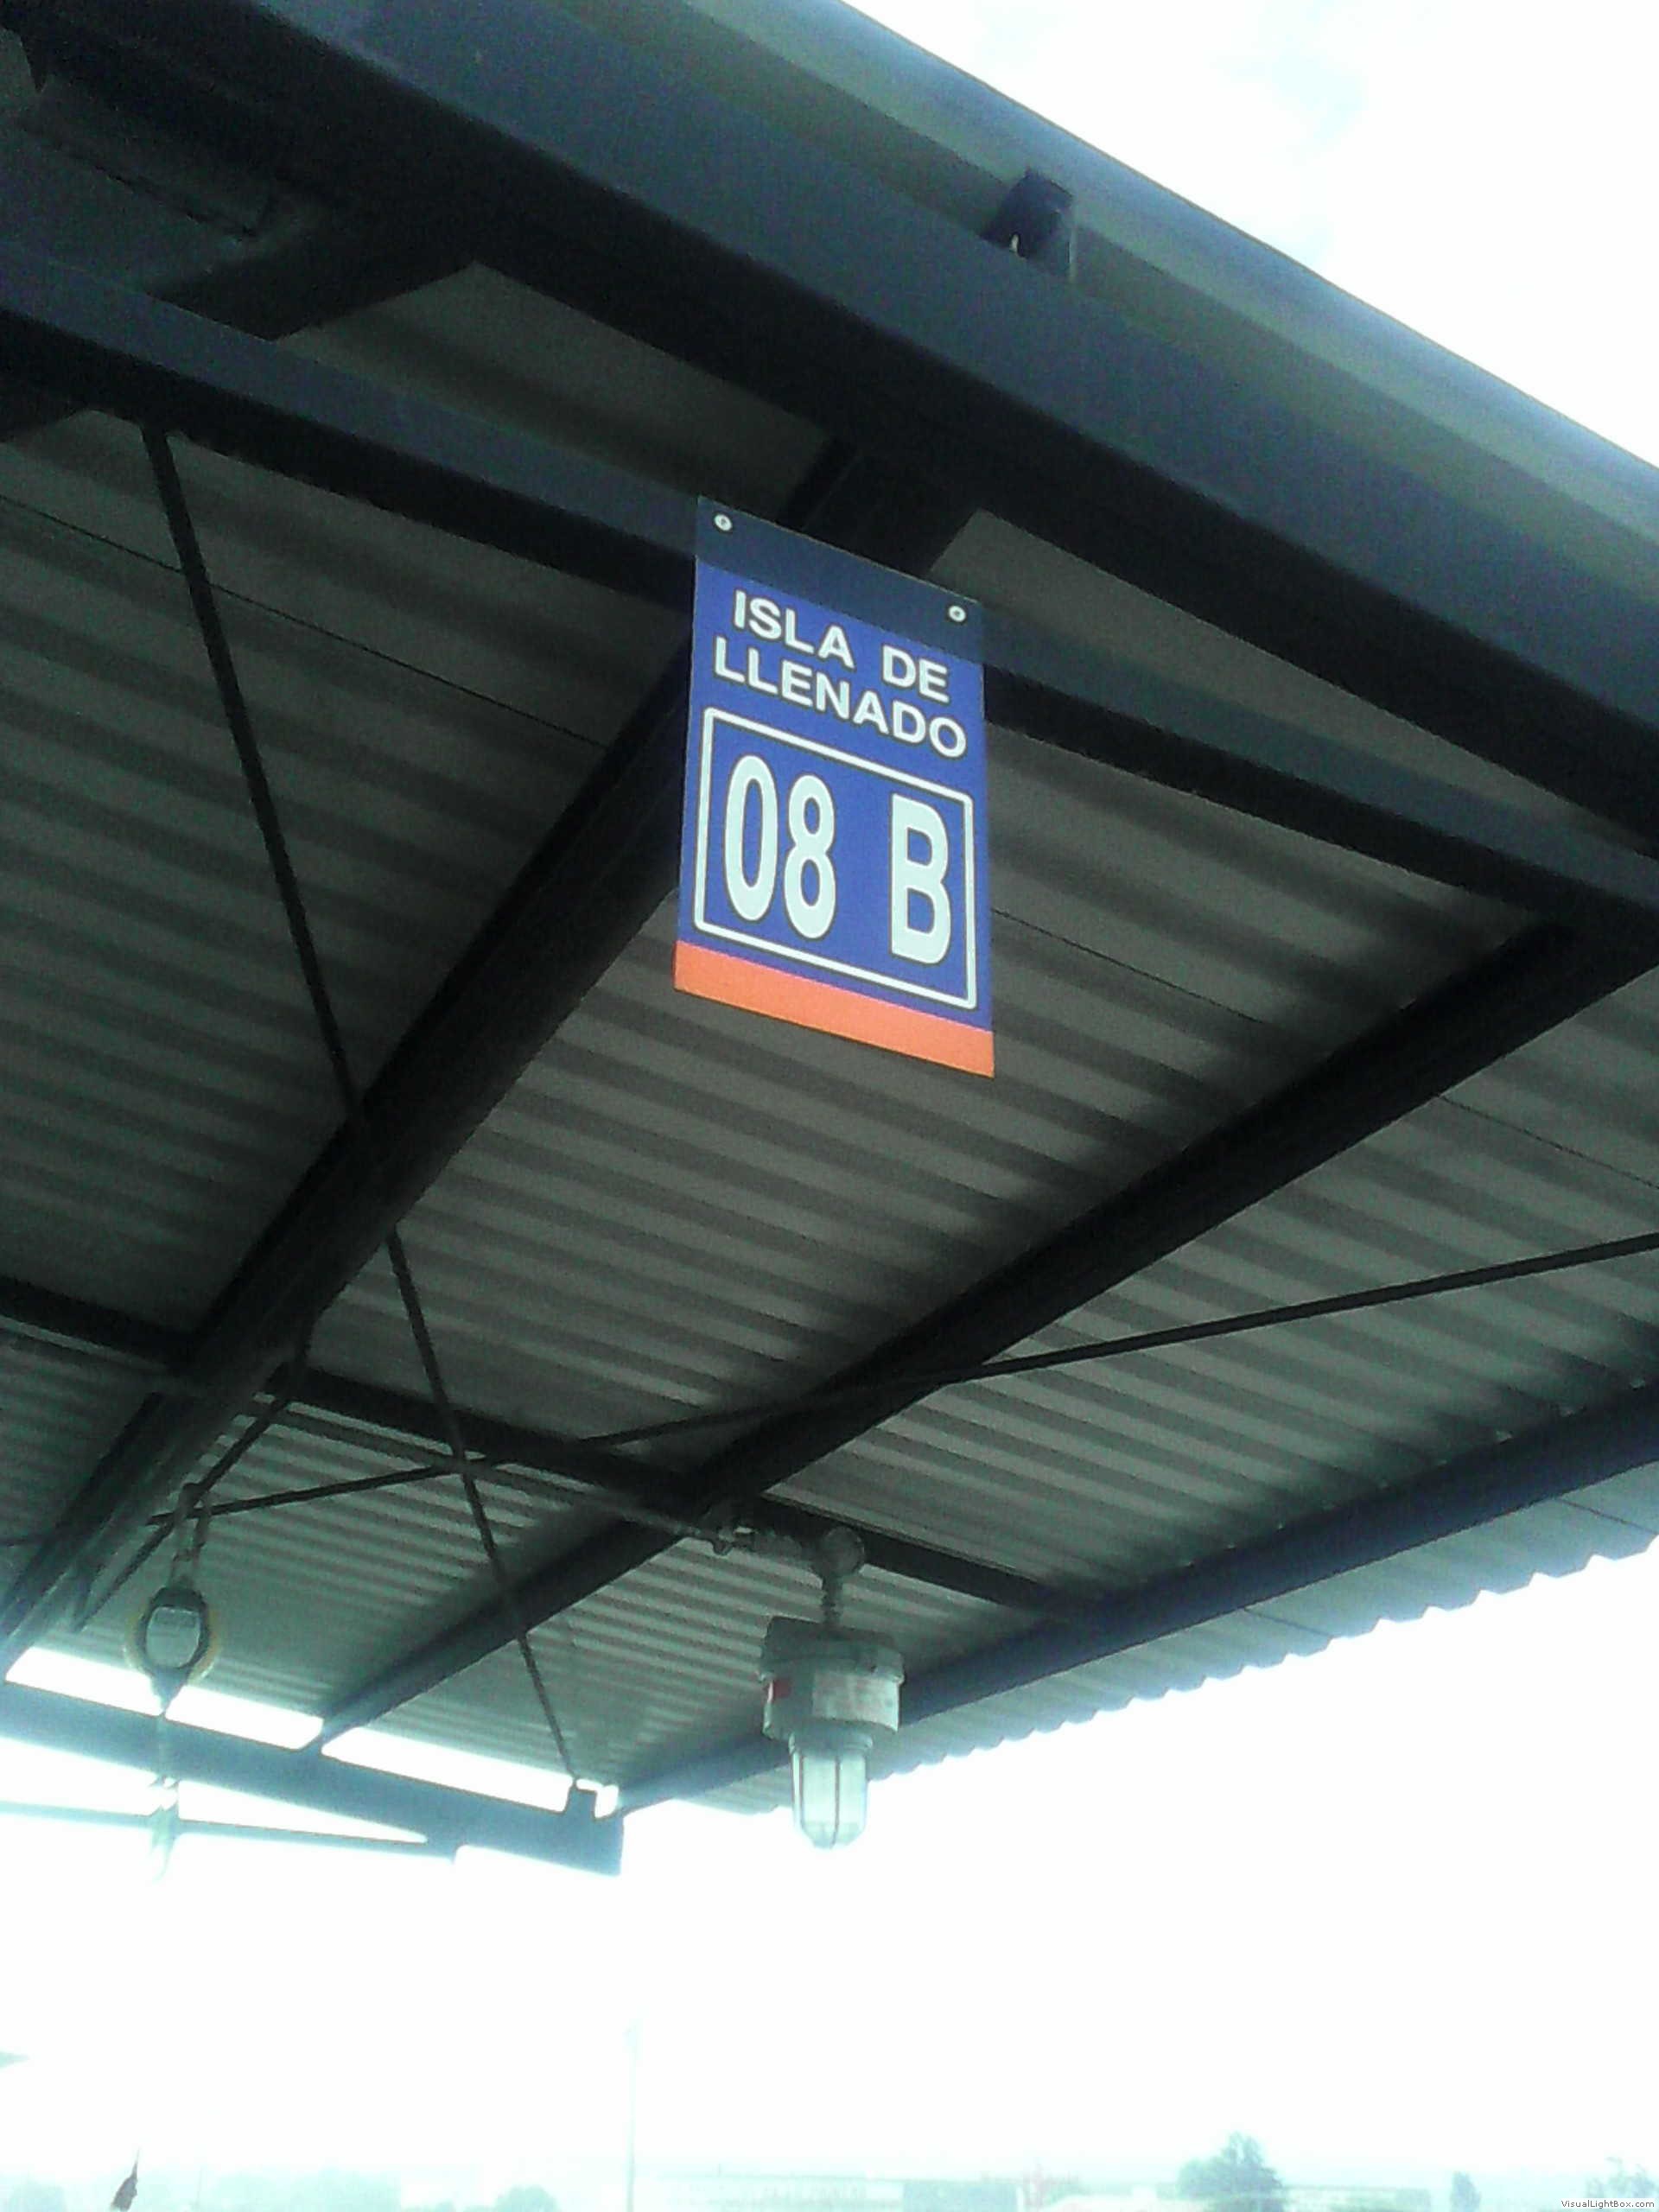 ISLA DE
LLENADO
08 B
VisualLightBox.com